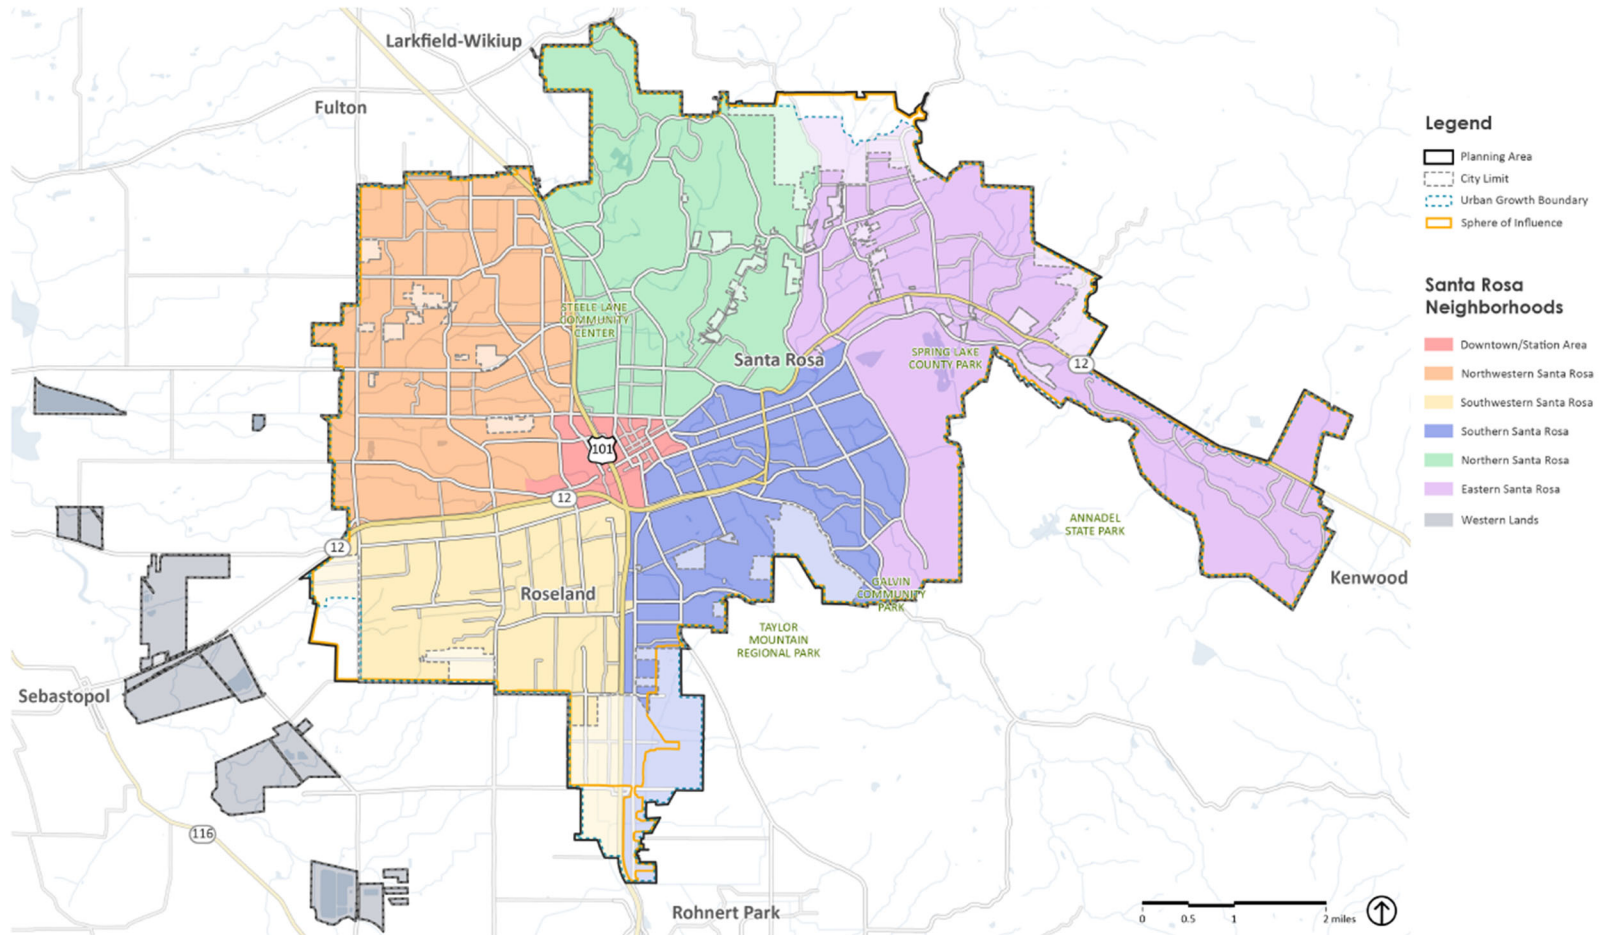 Larkfield-Wikiup
Fulton
STEELE LANE
COMMUNITY
CENTER
Santa Rosa
SPRING LAKE
COUNTY PARK
12
101
12
12
ANNADEL
STATE PARK
Kenwood
Roseland
GALVIN
COMMUNITY
PARK
TAYLOR
MOUNTAIN
REGIONAL PARK
Sebastopol
116
Rohnert Park
Legend
Planning Area
City Limit
Urban Growth Boundary
Sphere of Influence
Santa Rosa
Neighborhoods
Downtown/Station Area
Northwestern Santa Rosa
Southwestern Santa Rosa
Southern Santa Rosa
Northern Santa Rosa
Eastern Santa Rosa
Western Lands
0 0.5 1 2 miles